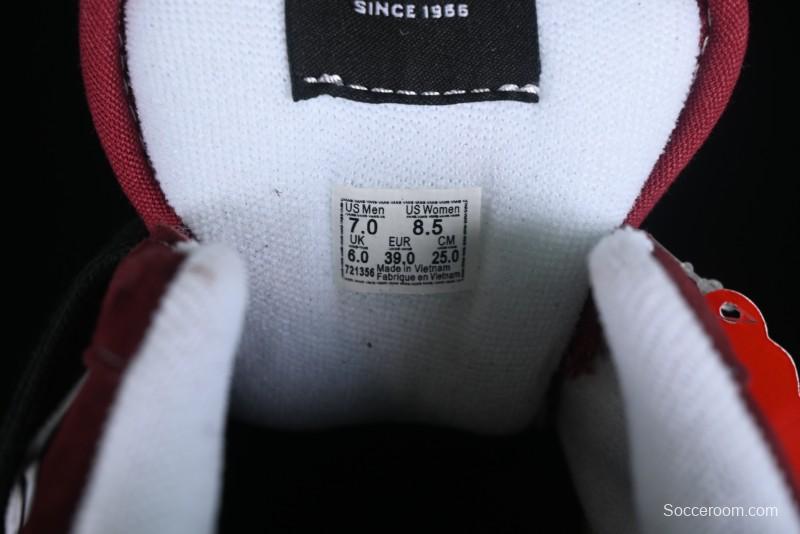 SINCE 1966
US Men US Women
7.0 8.5
UK EUR CM
6.0 39.0 25.0
721356 Made in Vietnam
Fabrique en Vietnam
Socceroom.com